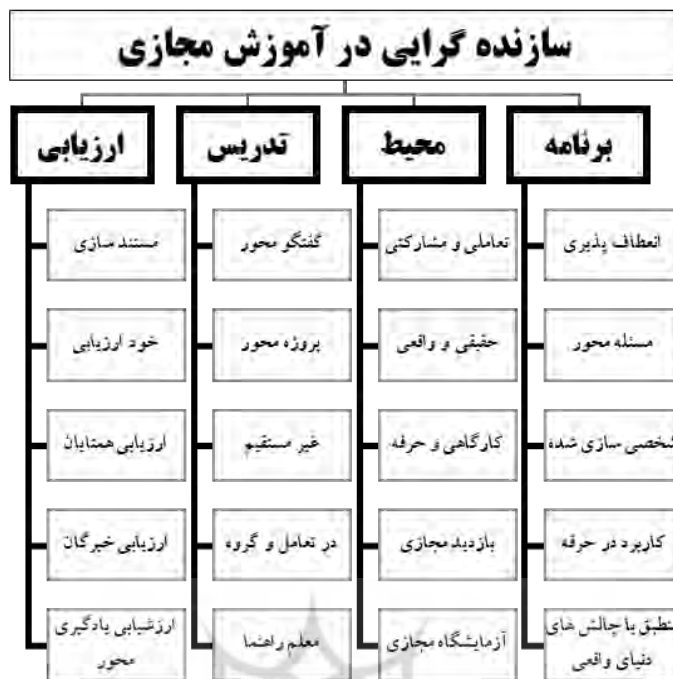 سازنده گرایی در آموزش مجازی
برنامه
محیط
تدریس
ارزیابی
انعطاف پذیری
تعاملی و مشارکتی
گفتگو محور
مستند سازی
مسئله محور
حقیقی و واقعی
پروژه محور
خود ارزیابی
شخصی سازی شده
کارگاهی و حرفه
غیر مستقیم
ارزیابی همتایان
کاربرد در حرفه
بازدید مجازی
در تعامل و گروه
ارزیابی خبرگان
منطبق با چالش های
دنیای واقعی
آزمایشگاه مجازی
معلم راهنما
ارزشیابی یادگیری
محور